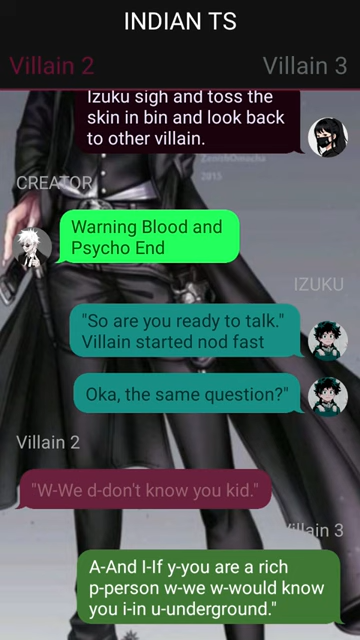 INDIAN TS
Villain 2
Villain 3
Izuku sigh and toss the
skin in bin and look back
to other villain.
ZenithOmocha
2015
CREATOR
Warning Blood and
Psycho End
IZUKU
"So are you ready to talk."
Villain started nod fast
Oka, the same question?"
Villain 2
"W-We d-don't know you kid."
Villain 3
A-And I-If y-you are a rich
p-person w-we w-would know
you i-in u-underground."